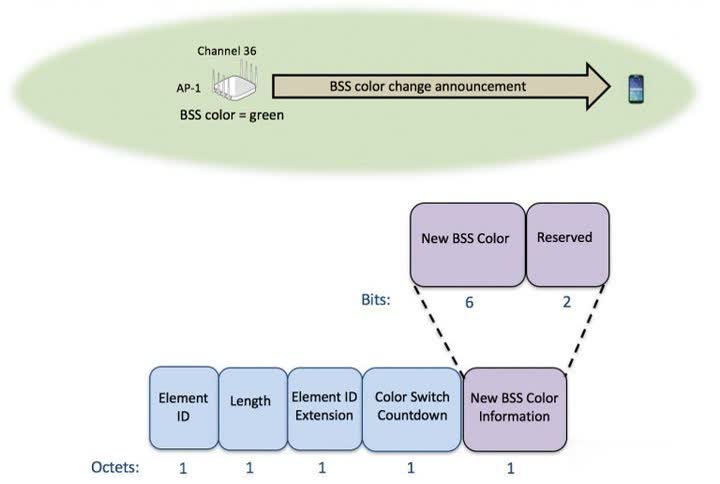 Channel 36
AP-1
BSS color = green
BSS color change announcement
New BSS Color
Reserved
Bits:
6
2
Element
ID
Length
Element ID
Extension
Color Switch
Countdown
New BSS Color
Information
Octets:
1
1
1
1
1